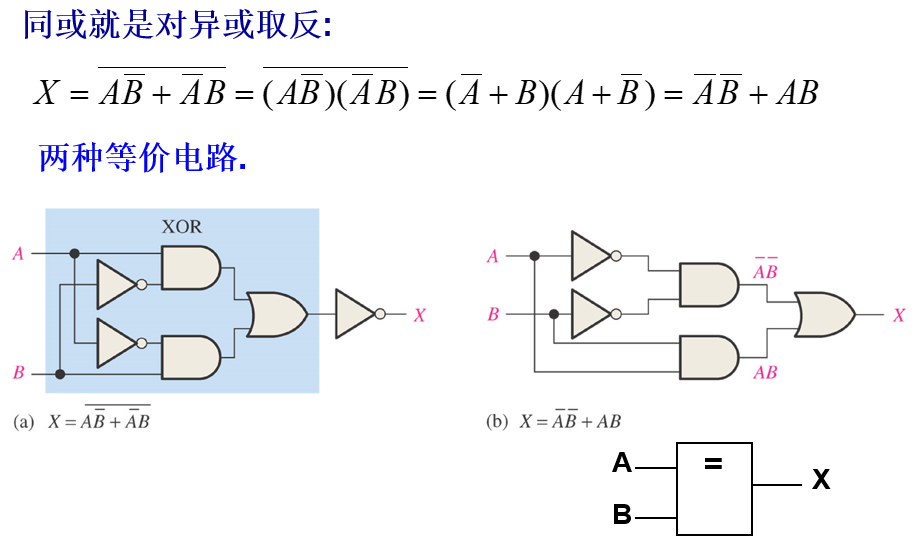 同或就是对异或取反:
X = \overline{A\overline{B} + \overline{A}B} = \overline{(A\overline{B})(\overline{A}B)} = (\overline{A} + B)(A + \overline{B}) = \overline{A}\,\overline{B} + AB
两种等价电路.
XOR
A
B
X
(a) X = \overline{A\overline{B} + \overline{A}B}
A
B
\overline{A}\,\overline{B}
AB
X
(b) X = \overline{A}\,\overline{B} + AB
A
B
=
X